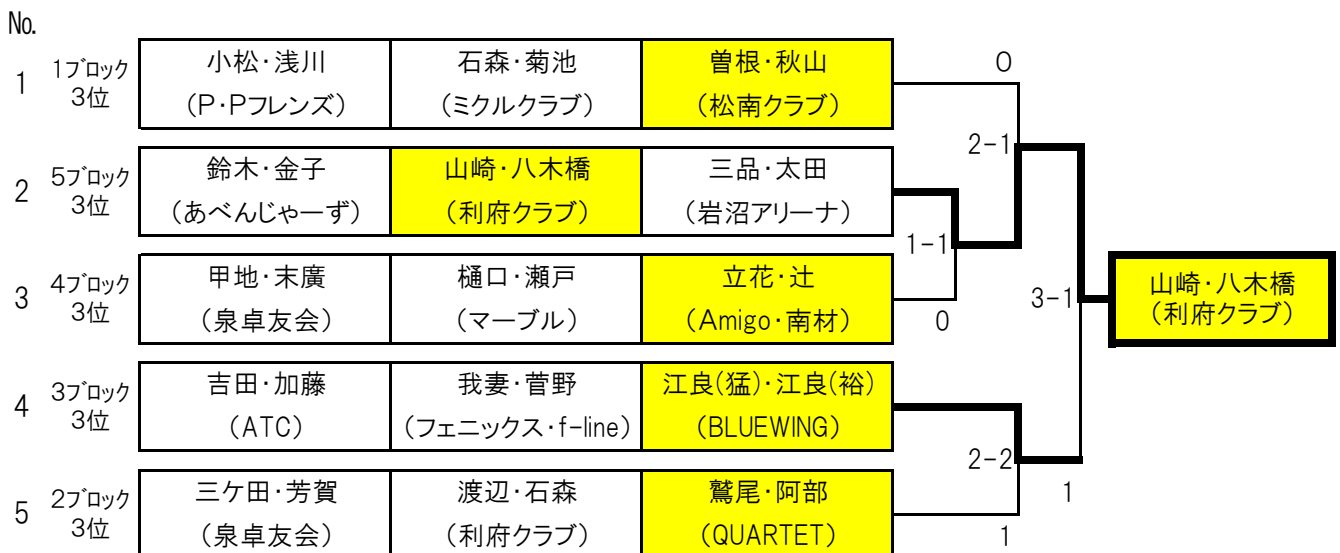 No.
1 1ブロック 3位
小松・浅川 石森・菊池 曽根・秋山
(P・Pフレンズ) (ミクルクラブ) (松南クラブ)
0
2-1
2 5ブロック 3位
鈴木・金子 山崎・八木橋 三品・太田
(あべんじゃーず) (利府クラブ) (岩沼アリーナ)
1-1
3 4ブロック 3位
甲地・末廣 樋口・瀬戸 立花・辻
(泉卓友会) (マーブル) (Amigo・南材)
0
3-1
山崎・八木橋
(利府クラブ)
4 3ブロック 3位
吉田・加藤 我妻・菅野 江良(猛)・江良(裕)
(ATC) (フェニックス・f-line) (BLUEWING)
2-2
1
5 2ブロック 3位
三ケ田・芳賀 渡辺・石森 鷲尾・阿部
(泉卓友会) (利府クラブ) (QUARTET)
1